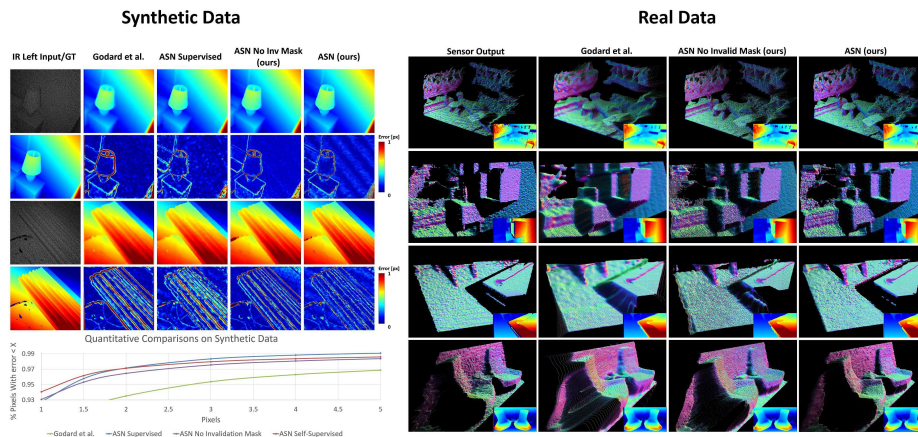 Synthetic Data
Real Data
IR Left Input/GT
Godard et al.
ASN Supervised
ASN No Inv Mask
(ours)
ASN (ours)
Error [px]
1
0
Error [px]
1
0
Quantitative Comparisons on Synthetic Data
% Pixels With error < X
0.99
0.97
0.95
0.93
1
1.5
2
2.5
3
3.5
4
4.5
5
Pixels
Godard et al.
ASN Supervised
ASN No Invalidation Mask
ASN Self-Supervised
Sensor Output
Godard et al.
ASN No Invalid Mask (ours)
ASN (ours)